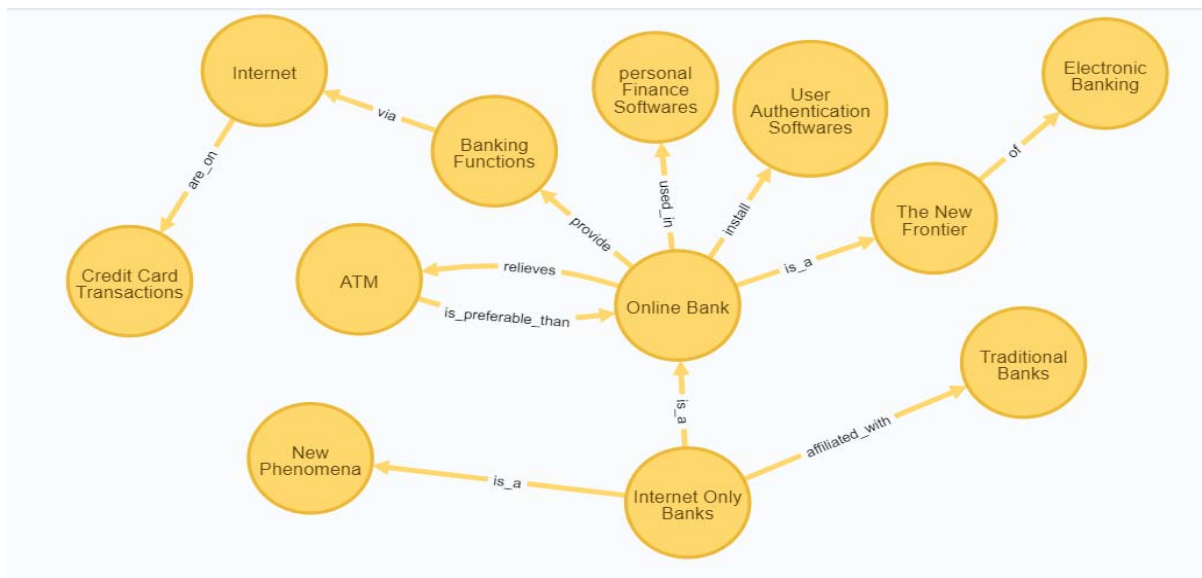 Internet
personal
Finance
Softwares
User
Authentication
Softwares
Electronic
Banking
via
Banking
Functions
are_on
of
used_in
install
The New
Frontier
provide
Credit Card
Transactions
ATM
relieves
is_a
is_preferable_than
Online Bank
Traditional
Banks
is_a
affiliated_with
New
Phenomena
is_a
Internet Only
Banks